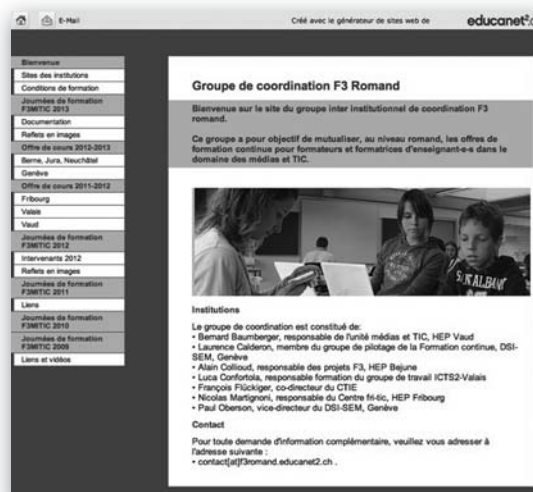 E-Mail
Créé avec le générateur de sites web de
educanet²
Bienvenue
Sites des institutions
Conditions de formation
Journées de formation
F3MITIC 2013
Documentation
Reflets en images
Offre de cours 2012-2013
Berne, Jura, Neuchâtel
Genève
Offre de cours 2011-2012
Fribourg
Valais
Vaud
Journées de formation
F3MITIC 2012
Intervenants 2012
Reflets en images
Journées de formation
F3MITIC 2011
Liens
Journées de formation
F3MITIC 2010
Journées de formation
F3MITIC 2009
Liens et vidéos
Groupe de coordination F3 Romand
Bienvenue sur le site du groupe inter institutionnel de coordination F3
romand.
Ce groupe a pour objectif de mutualiser, au niveau romand, les offres de
formation continue pour formateurs et formatrices d'enseignant-e-s dans le
domaine des médias et TIC.
Institutions
Le groupe de coordination est constitué de:
• Bernard Baumberger, responsable de l'unité médias et TIC, HEP Vaud
• Laurence Calderon, membre du groupe de pilotage de la Formation continue, DSI-
SEM, Genève
• Alain Collioud, responsable des projets F3, HEP Bejune
• Luca Confortola, responsable formation du groupe de travail ICTS2-Valais
• François Flückiger, co-directeur du CTIE
• Nicolas Martignoni, responsable du Centre fri-tic, HEP Fribourg
• Paul Oberson, vice-directeur du DSI-SEM, Genève
Contact
Pour toute demande d'information complémentaire, veuillez vous adresser à
l'adresse suivante :
• contact[at]f3romand.educanet2.ch .